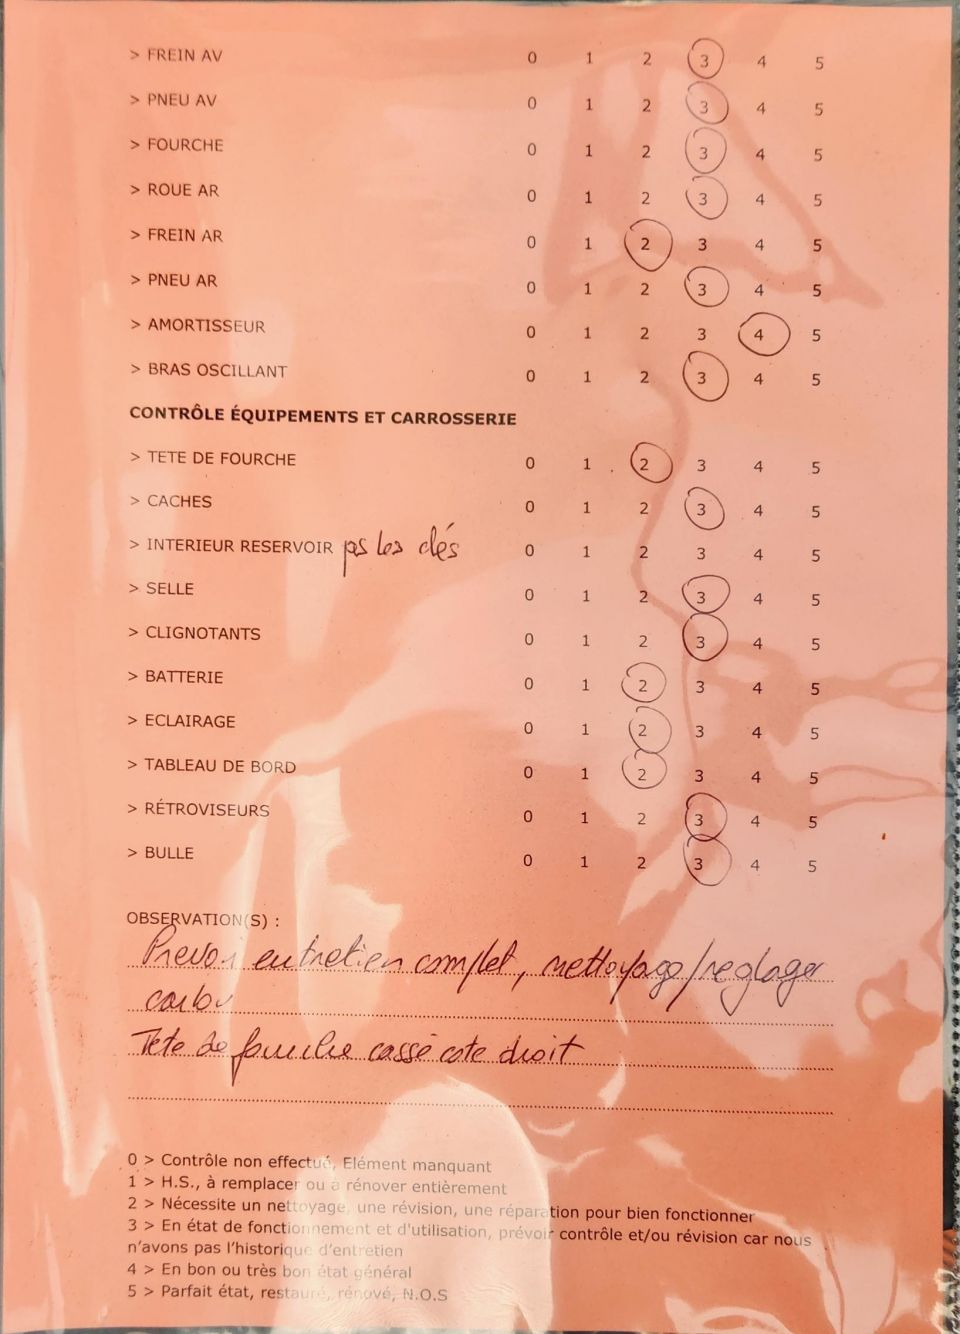 > FREIN AV 0 1 2 3 4 5
> PNEU AV 0 1 2 3 4 5
> FOURCHE 0 1 2 3 4 5
> ROUE AR 0 1 2 3 4 5
> FREIN AR 0 1 2 3 4 5
> PNEU AR 0 1 2 3 4 5
> AMORTISSEUR 0 1 2 3 4 5
> BRAS OSCILLANT 0 1 2 3 4 5
CONTRÔLE ÉQUIPEMENTS ET CARROSSERIE
> TETE DE FOURCHE 0 1 2 3 4 5
> CACHES 0 1 2 3 4 5
> INTERIEUR RESERVOIR ps les clés 0 1 2 3 4 5
> SELLE 0 1 2 3 4 5
> CLIGNOTANTS 0 1 2 3 4 5
> BATTERIE 0 1 2 3 4 5
> ECLAIRAGE 0 1 2 3 4 5
> TABLEAU DE BORD 0 1 2 3 4 5
> RÉTROVISEURS 0 1 2 3 4 5
> BULLE 0 1 2 3 4 5
OBSERVATION(S) :
Prevoir entretien complet, nettoyage/reglages
carbu
Tete de fourche cassé cote droit
0 > Contrôle non effectué, Elément manquant
1 > H.S., à remplacer ou à rénover entièrement
2 > Nécessite un nettoyage, une révision, une réparation pour bien fonctionner
3 > En état de fonctionnement et d'utilisation, prévoir contrôle et/ou révision car nous
n'avons pas l'historique d'entretien
4 > En bon ou très bon état général
5 > Parfait état, restauré, rénové, N.O.S